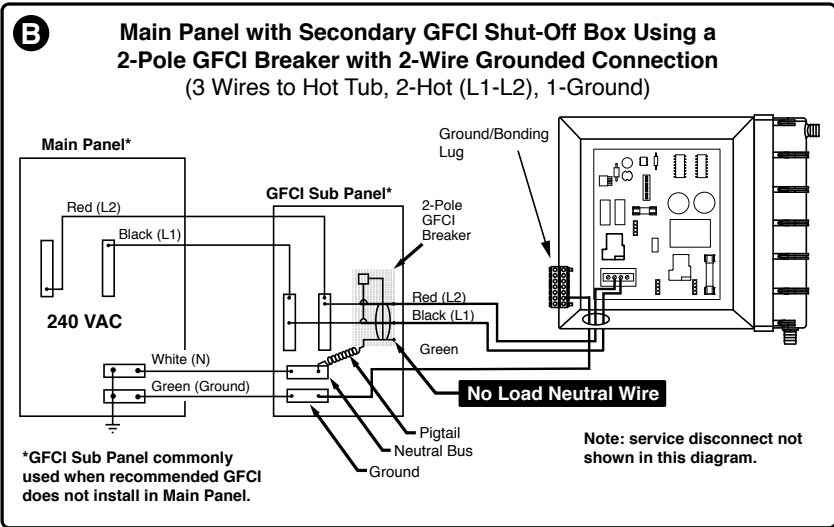 B
Main Panel with Secondary GFCI Shut-Off Box Using a
2-Pole GFCI Breaker with 2-Wire Grounded Connection
(3 Wires to Hot Tub, 2-Hot (L1-L2), 1-Ground)
Main Panel*
Red (L2)
Black (L1)
240 VAC
White (N)
Green (Ground)
GFCI Sub Panel*
2-Pole
GFCI
Breaker
Ground/Bonding
Lug
Red (L2)
Black (L1)
Green
No Load Neutral Wire
Pigtail
Neutral Bus
Ground
*GFCI Sub Panel commonly
used when recommended GFCI
does not install in Main Panel.
Note: service disconnect not
shown in this diagram.